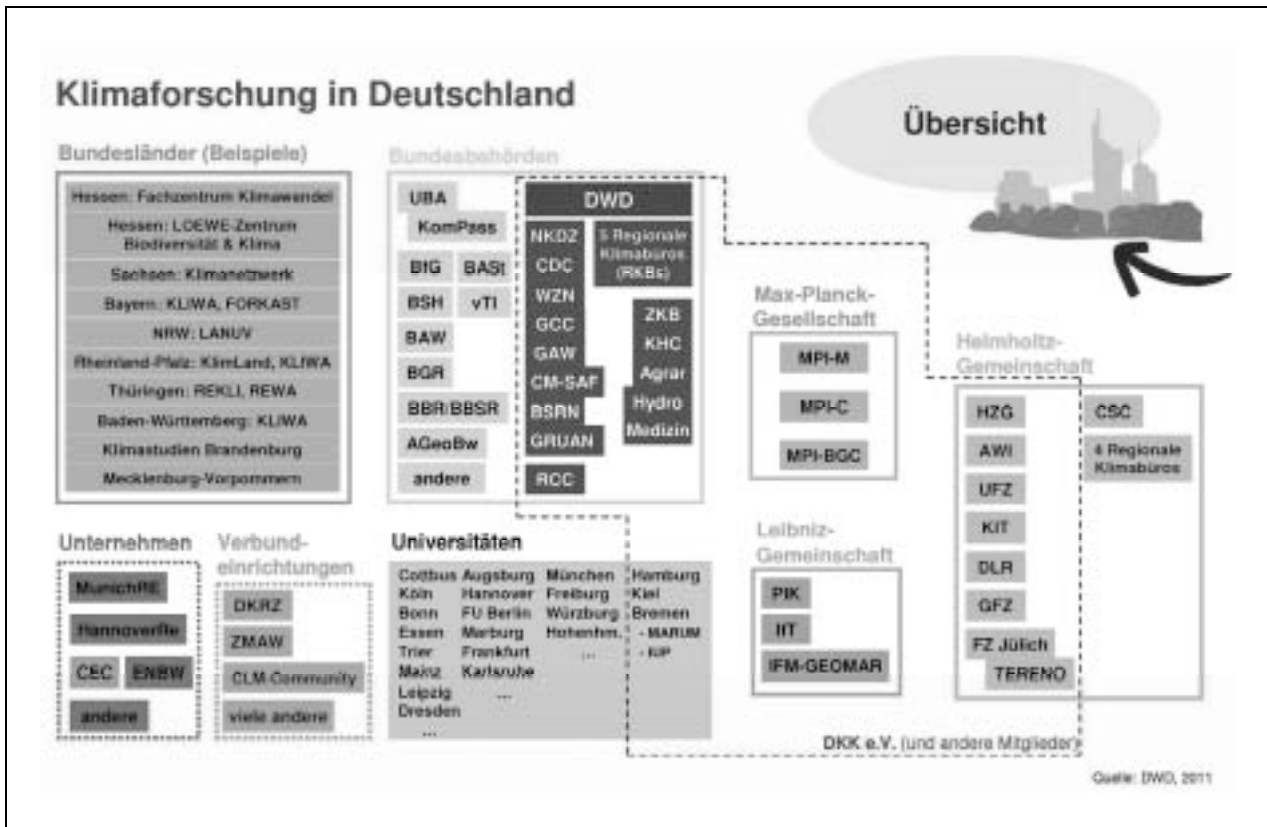 Klimaforschung in Deutschland
Übersicht
Bundesländer (Beispiele)
Hessen: Fachzentrum Klimawandel
Hessen: LOEWE-Zentrum
Biodiversität & Klima
Sachsen: Klimanetzwerk
Bayern: KLIWA, FORKAST
NRW: LANUV
Rheinland-Pfalz: KlimLand, KLIWA
Thüringen: REKLI, REWA
Baden-Württemberg: KLIWA
Klimastudien Brandenburg
Mecklenburg-Vorpommern
Bundesbehörden
UBA
KomPass
BfG BASt
BSH vTI
BAW
BGR
BBR/BBSR
AGeoBw
andere
DWD
NKDZ
CDC
WZN
GCC
GAW
CM-SAF
BSRN
GRUAN
RCC
5 Regionale
Klimabüros
(RKBs)
ZKB
KHC
Agrar
Hydro
Medizin
Max-Planck-
Gesellschaft
MPI-M
MPI-C
MPI-BGC
Helmholtz-
Gemeinschaft
HZG
AWI
UFZ
KIT
DLR
GFZ
FZ Jülich
TERENO
CSC
4 Regionale
Klimabüros
Unternehmen
MunichRE
HannoverRe
CEC ENBW
andere
Verbund-
einrichtungen
DKRZ
ZMAW
CLM-Community
viele andere
Universitäten
Cottbus Augsburg München Hamburg
Köln Hannover Freiburg Kiel
Bonn FU Berlin Würzburg Bremen
Essen Marburg Hohenhm. - MARUM
Trier Frankfurt ... - IUP
Mainz Karlsruhe
Leipzig ...
Dresden
...
Leibniz-
Gemeinschaft
PIK
IfT
IFM-GEOMAR
DKK e.V. (und andere Mitglieder)
Quelle: DWD, 2011